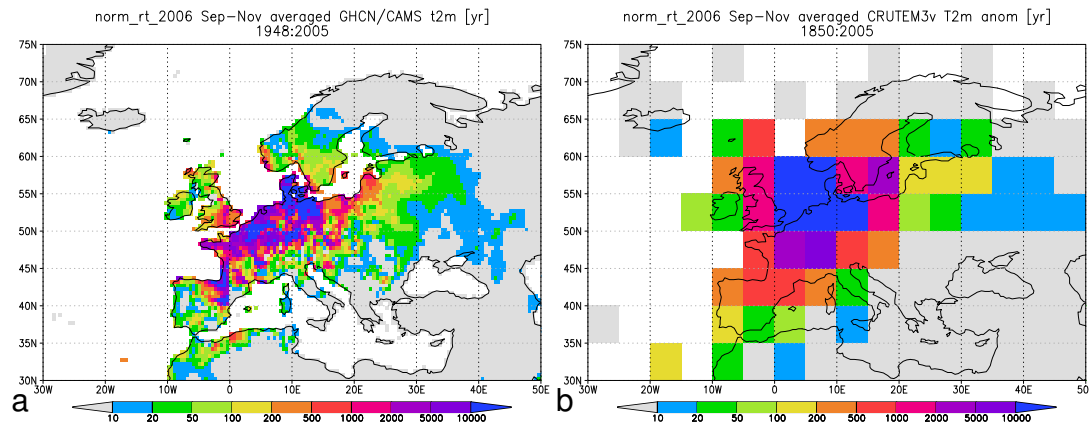 norm_rt_2006 Sep-Nov averaged GHCN/CAMS t2m [yr]
1948:2005
75N
70N
65N
60N
55N
50N
45N
40N
35N
30N
30W 20W 10W 0 10E 20E 30E 40E 50E
a
10 20 50 100 200 500 1000 2000 5000 10000
norm_rt_2006 Sep-Nov averaged CRUTEM3v T2m anom [yr]
1850:2005
75N
70N
65N
60N
55N
50N
45N
40N
35N
30N
30W 20W 10W 0 10E 20E 30E 40E 50E
b
10 20 50 100 200 500 1000 2000 5000 10000